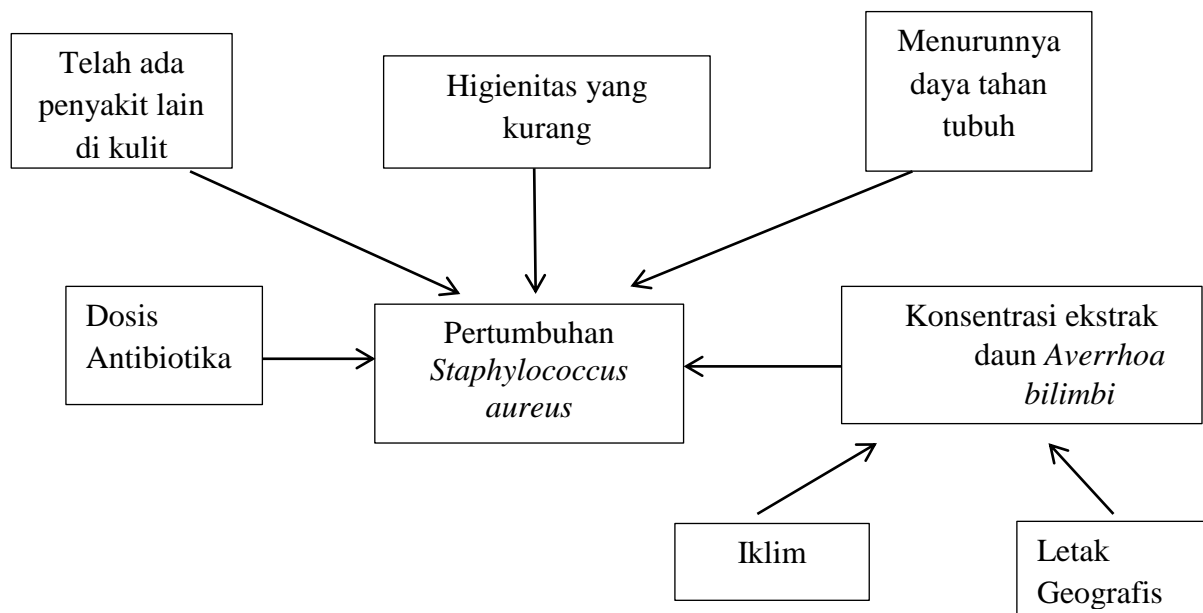 Telah ada
penyakit lain
di kulit
Higienitas yang
kurang
Menurunnya
daya tahan
tubuh
Dosis
Antibiotika
Pertumbuhan
Staphylococcus
aureus
Konsentrasi ekstrak
daun Averrhoa
bilimbi
Iklim
Letak
Geografis